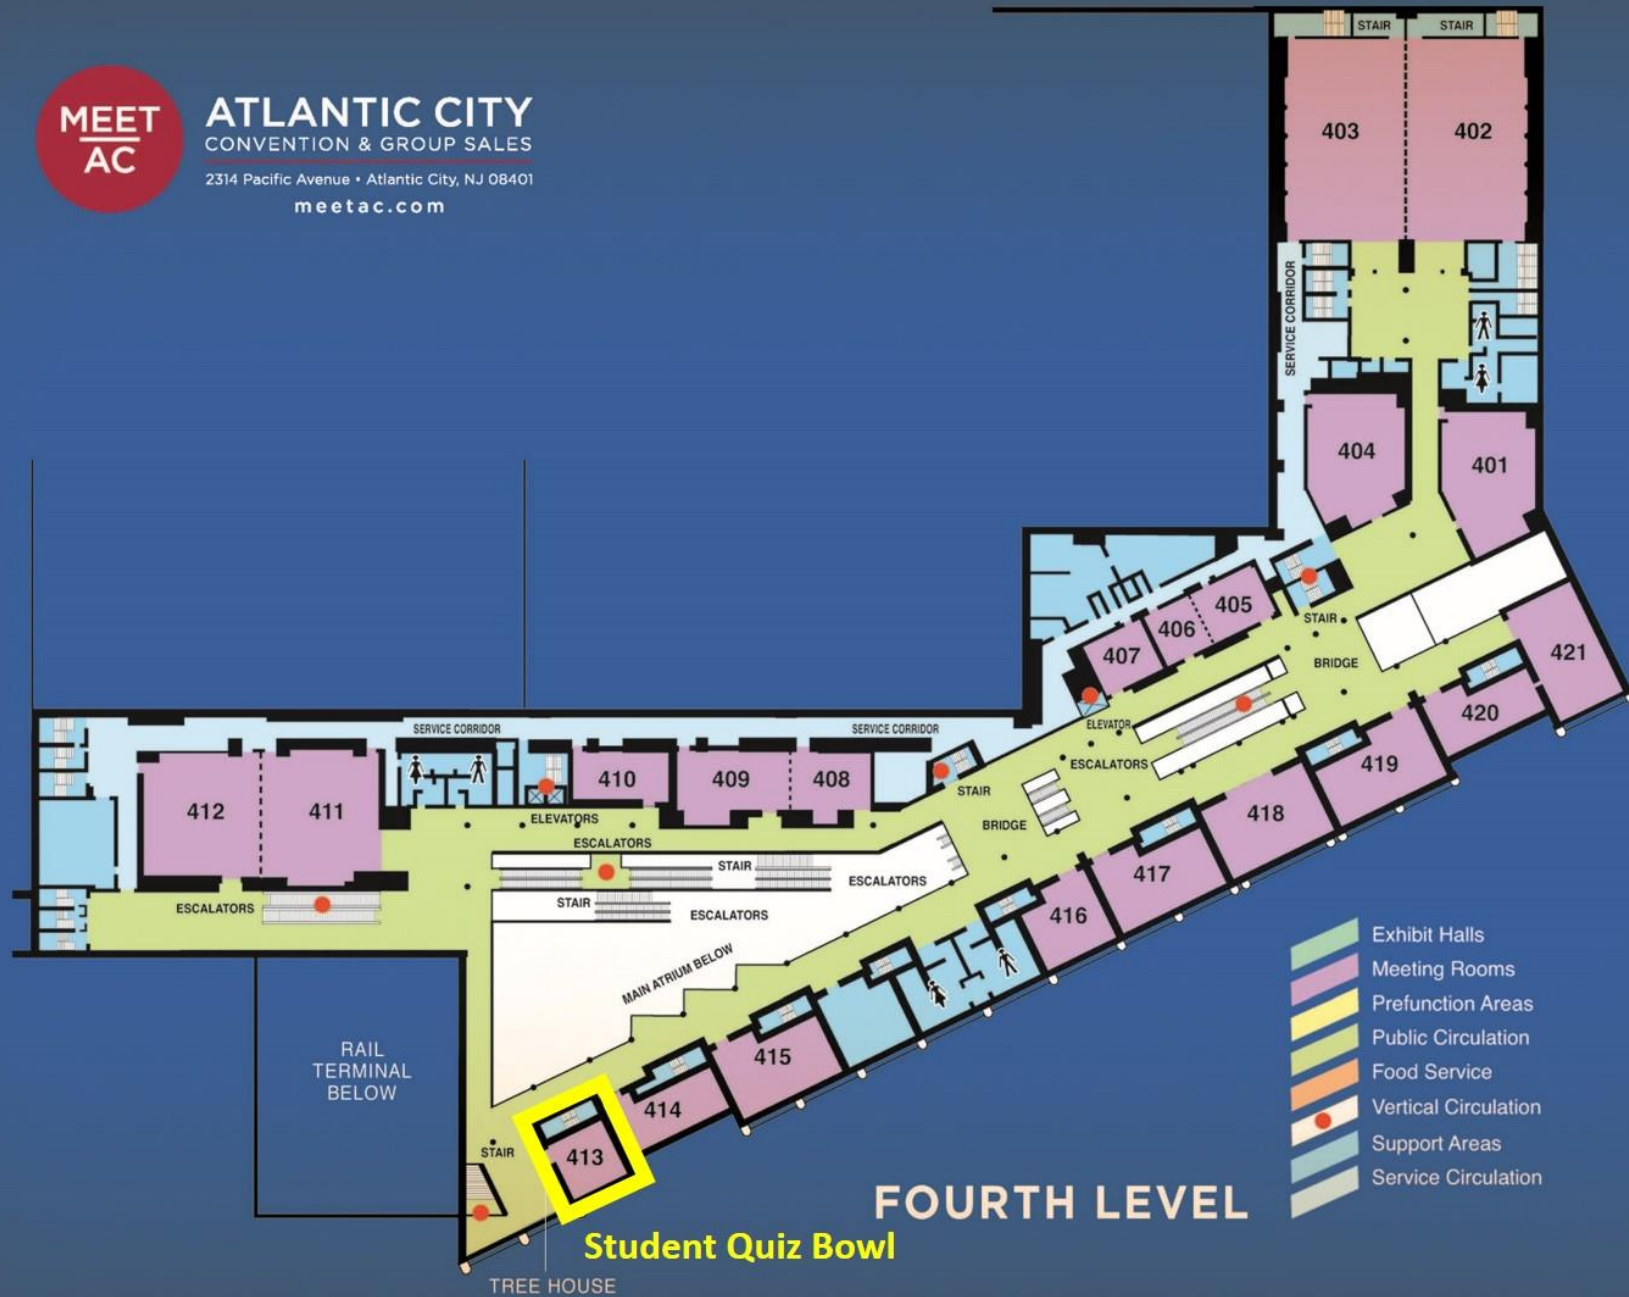 MEET
AC
ATLANTIC CITY
CONVENTION & GROUP SALES
2314 Pacific Avenue • Atlantic City, NJ 08401
meetac.com
STAIR
STAIR
403
402
SERVICE CORRIDOR
404
401
405
406
407
STAIR
BRIDGE
421
420
ELEVATOR
ESCALATORS
419
SERVICE CORRIDOR
SERVICE CORRIDOR
412
411
410
409
408
STAIR
ELEVATORS
BRIDGE
418
ESCALATORS
STAIR
ESCALATORS
417
ESCALATORS
STAIR
ESCALATORS
416
MAIN ATRIUM BELOW
415
414
413
RAIL
TERMINAL
BELOW
STAIR
Exhibit Halls
Meeting Rooms
Prefunction Areas
Public Circulation
Food Service
Vertical Circulation
Support Areas
Service Circulation
FOURTH LEVEL
Student Quiz Bowl
TREE HOUSE